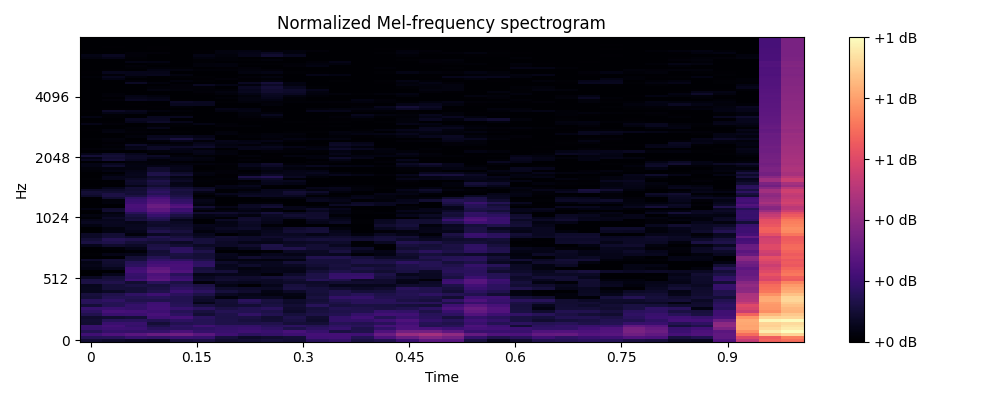 Normalized Mel-frequency spectrogram
Hz
4096
2048
1024
512
0
0 0.15 0.3 0.45 0.6 0.75 0.9
Time
+1 dB
+1 dB
+1 dB
+0 dB
+0 dB
+0 dB